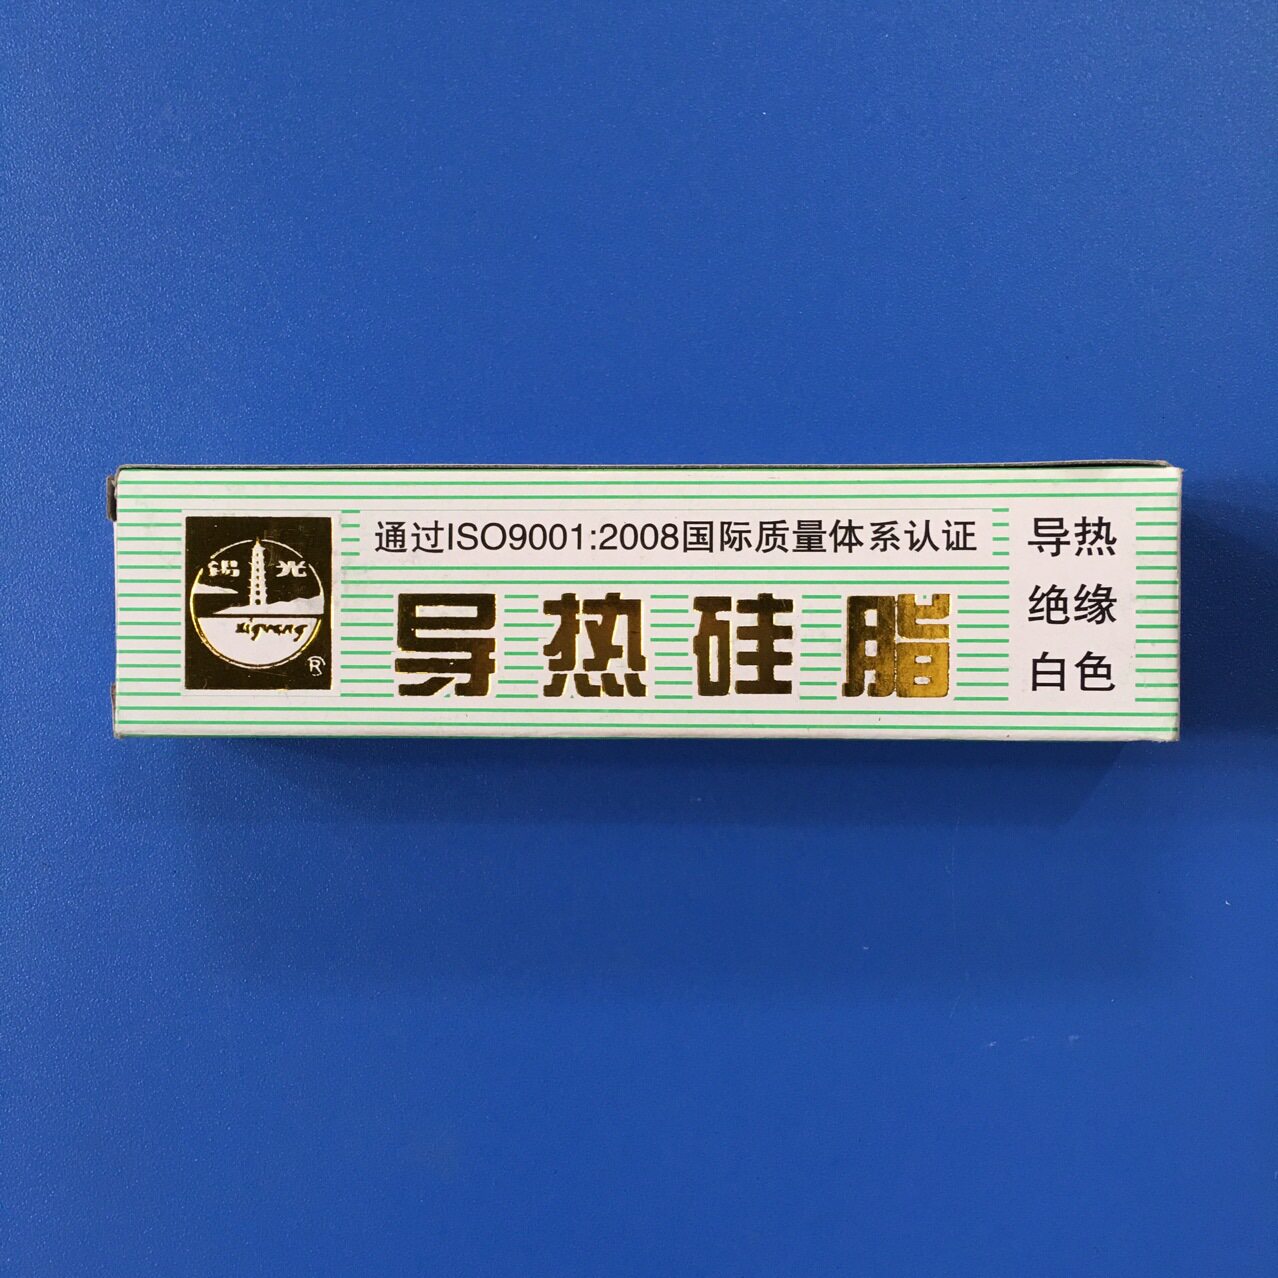 锡光
xiguang
®
通过ISO9001:2008国际质量体系认证
导热硅脂
导热
绝缘
白色